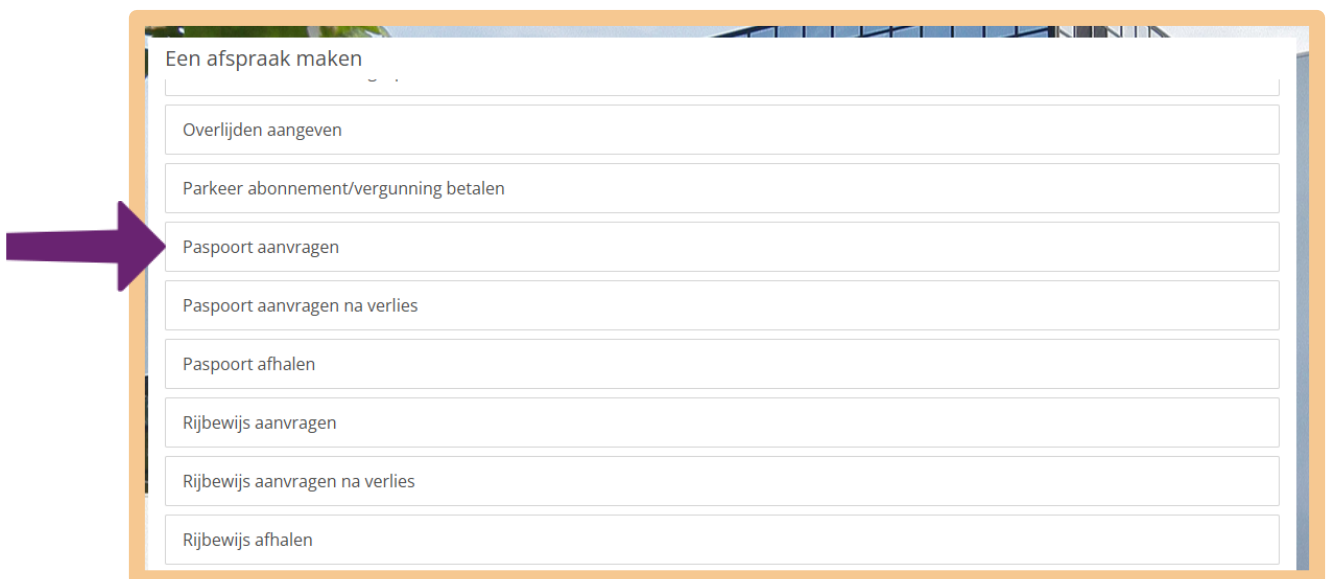 Een afspraak maken
Overlijden aangeven
Parkeer abonnement/vergunning betalen
Paspoort aanvragen
Paspoort aanvragen na verlies
Paspoort afhalen
Rijbewijs aanvragen
Rijbewijs aanvragen na verlies
Rijbewijs afhalen